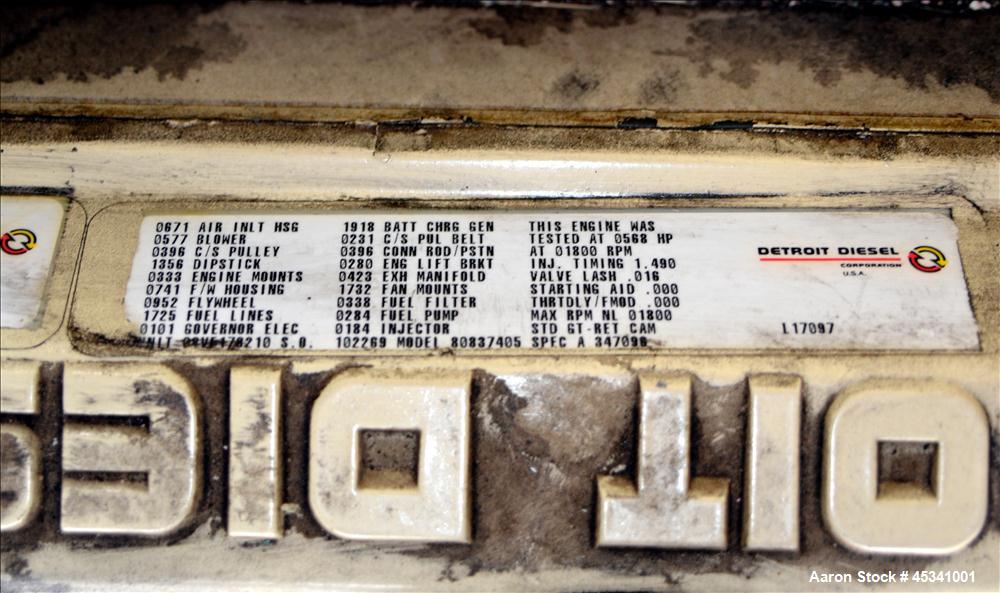 0671 AIR INLT HSG 1918 BATT CHRG GEN THIS ENGINE WAS
0577 BLOWER 0231 C/S PUL BELT TESTED AT 0568 HP
0396 C/S PULLEY 0396 CONN ROD/PSTN AT 01800 RPM
1356 DIPSTICK 0280 ENG LIFT BRKT INJ. TIMING 1.490
0333 ENGINE MOUNTS 0423 EXH MANIFOLD VALVE LASH .016
0741 F/W HOUSING 1732 FAN MOUNTS STARTING AID .000
0952 FLYWHEEL 0338 FUEL FILTER THRTDLY/FMOD .000
1725 FUEL LINES 0284 FUEL PUMP MAX RPM NL 01800
0101 GOVERNOR ELEC 0184 INJECTOR STD GT-RET CAM
S.O. 102269 MODEL 80837405 SPEC A 347096
DETROIT DIESEL
CORPORATION
U.S.A.
L17097
OIT DIES
Aaron Stock # 45341001